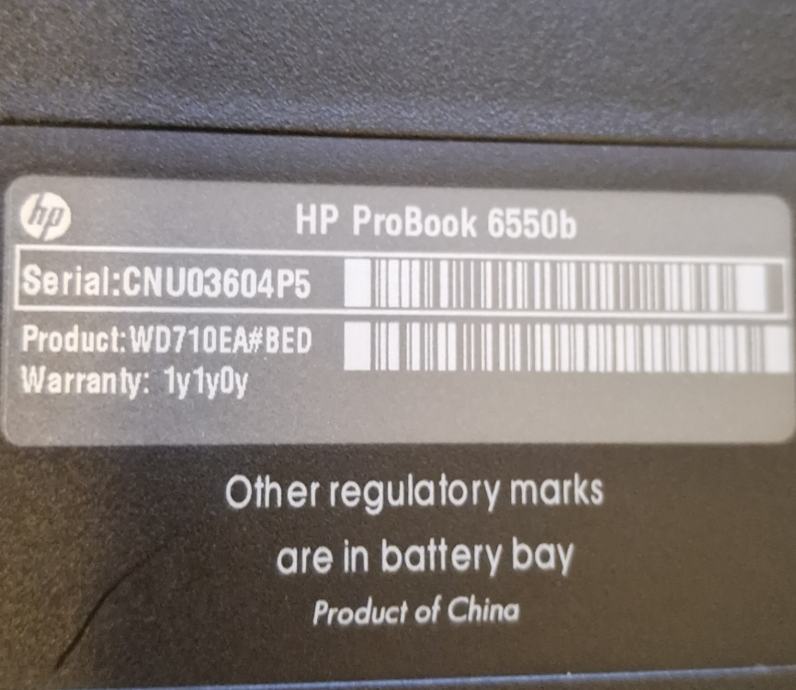 hp
HP ProBook 6550b
Serial:CNU03604P5
Product:WD710EA#BED
Warranty: 1y1y0y
Other regulatory marks
are in battery bay
Product of China